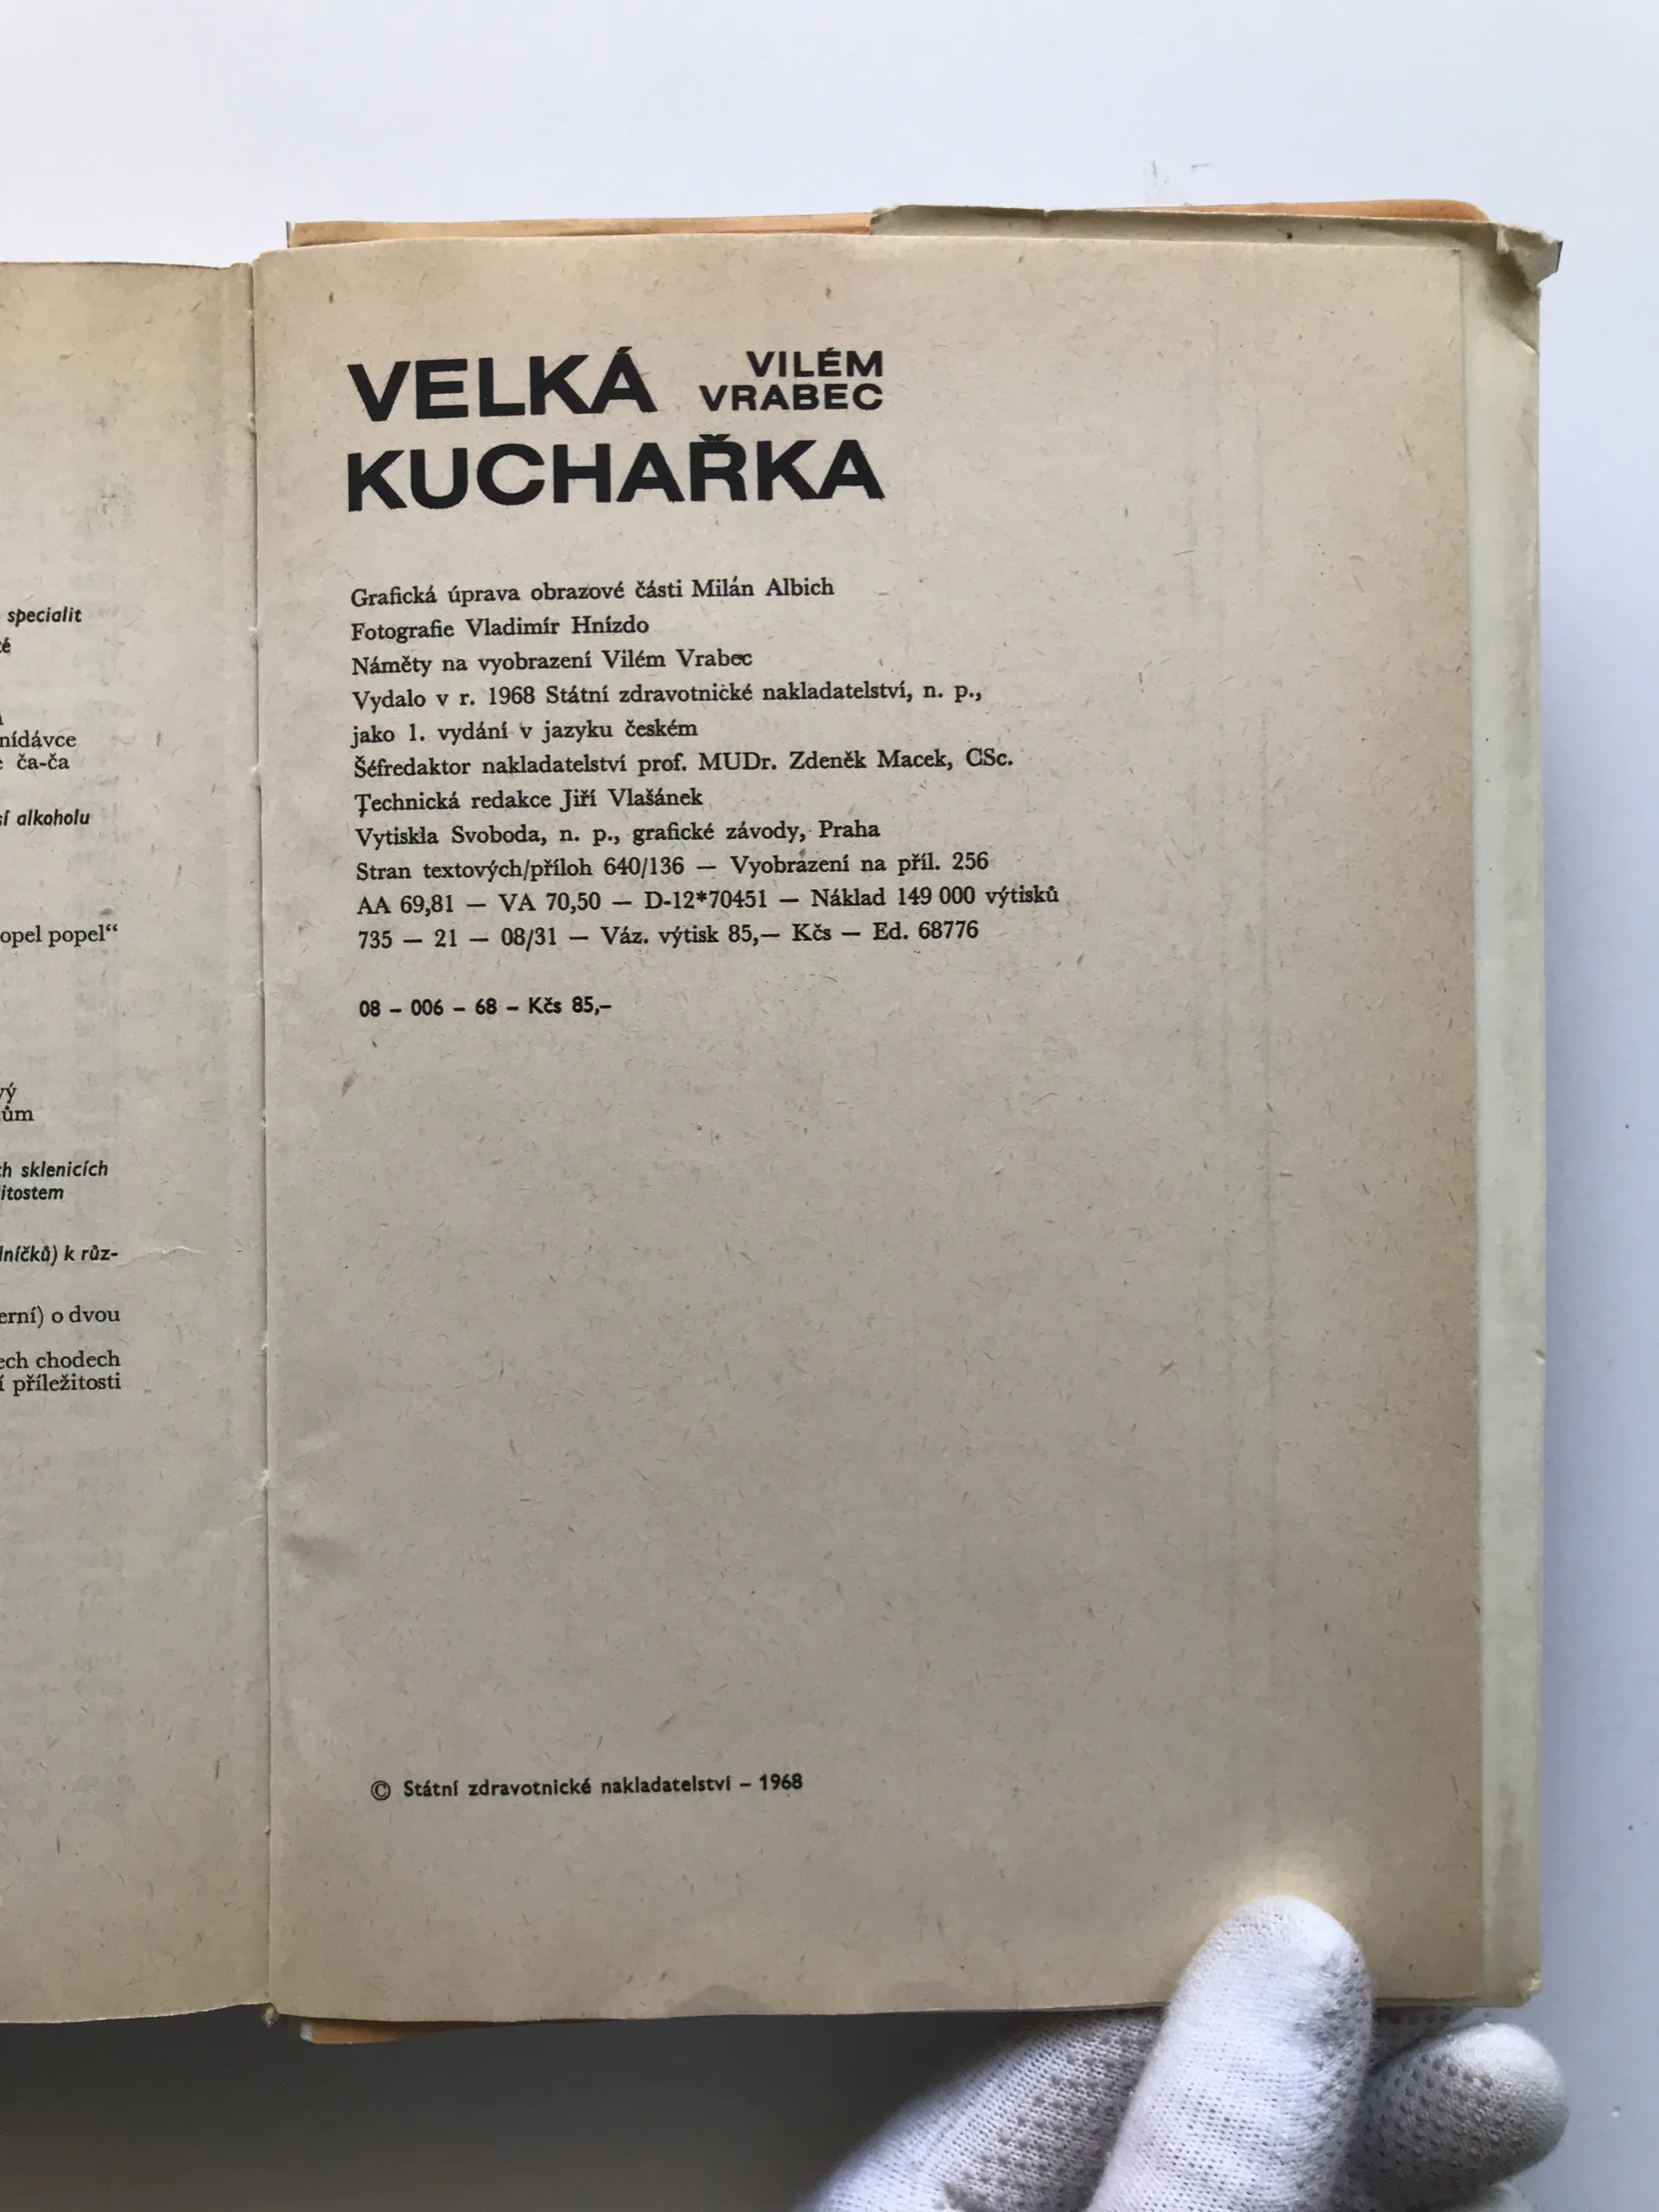 specialit
nídávce
ča-ča
alkoholu
popel“
sklenicích
k růz-
o dvou
chodech
příležitosti
VELKÁ
KUCHAŘKA
VILÉM
VRABEC
Grafická úprava obrazové části Milán Albich
Fotografie Vladimír Hnízdo
Náměty na vyobrazení Vilém Vrabec
Vydalo v r. 1968 Státní zdravotnické nakladatelství, n. p.,
jako 1. vydání v jazyku českém
Šéfredaktor nakladatelství prof. MUDr. Zdeněk Macek, CSc.
Technická redakce Jiří Vlašánek
Vytiskla Svoboda, n. p., grafické závody, Praha
Stran textových/příloh 640/136 — Vyobrazení na příl. 256
AA 69,81 — VA 70,50 — D-12*70451 — Náklad 149 000 výtisků
735 — 21 — 08/31 — Váz. výtisk 85,— Kčs — Ed. 68776
08 – 006 – 68 – Kčs 85,–
© Státní zdravotnické nakladatelství – 1968